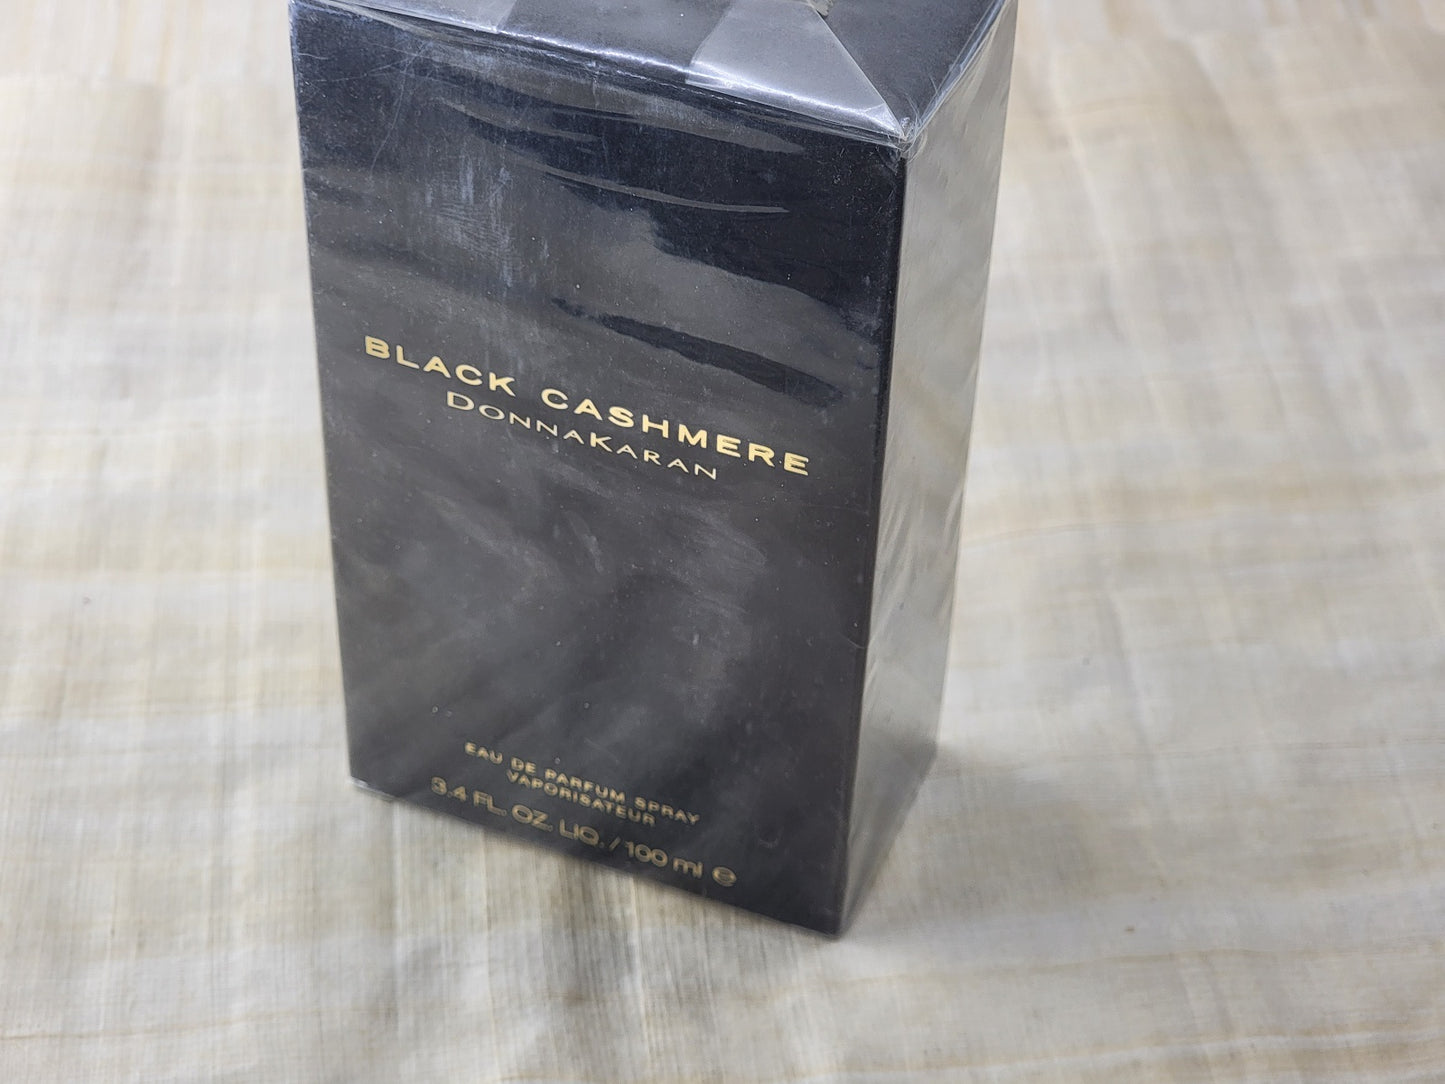 BLACK CASHMERE
DONNAKARAN
EAU DE PARFUM SPRAY
VAPORISATEUR
3.4 FL. OZ. LIQ. / 100 ml ℮